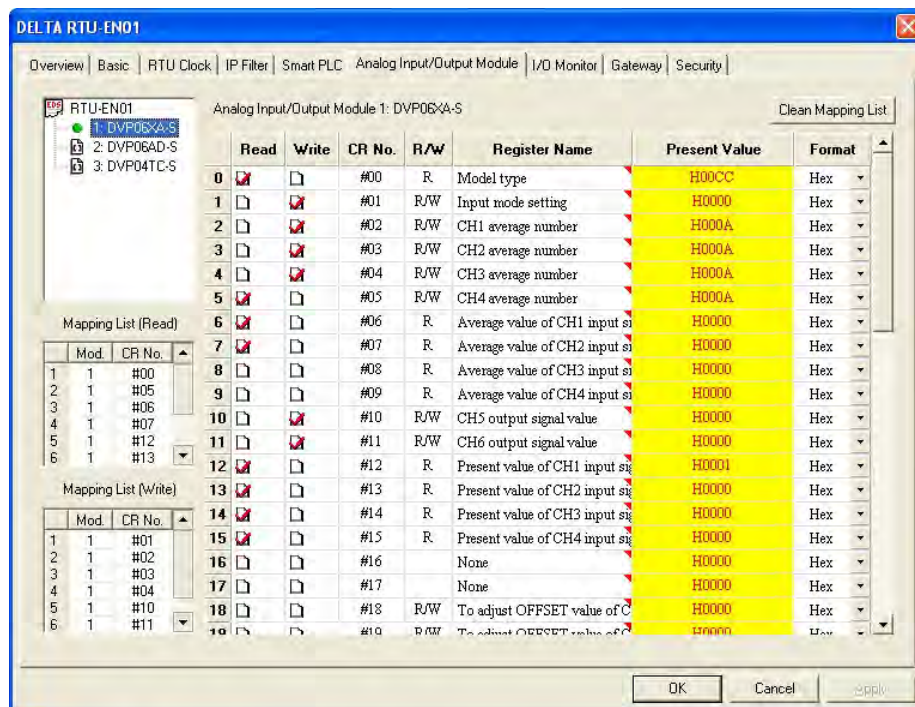 DELTA RTU-EN01
Overview Basic RTU Clock IP Filter Smart PLC Analog Input/Output Module I/O Monitor Gateway Security
EDS RTU-EN01
1: DVP06XA-S
2: DVP06AD-S
3: DVP04TC-S
Analog Input/Output Module 1: DVP06XA-S
Clean Mapping List
Read Write CR No. R/W Register Name Present Value Format
0 #00 R Model type H00CC Hex
1 #01 R/W Input mode setting H0000 Hex
2 #02 R/W CH1 average number H000A Hex
3 #03 R/W CH2 average number H000A Hex
4 #04 R/W CH3 average number H000A Hex
5 #05 R/W CH4 average number H000A Hex
6 #06 R Average value of CH1 input si H0000 Hex
7 #07 R Average value of CH2 input si H0000 Hex
8 #08 R Average value of CH3 input si H0000 Hex
9 #09 R Average value of CH4 input si H0000 Hex
10 #10 R/W CH5 output signal value H0000 Hex
11 #11 R/W CH6 output signal value H0000 Hex
12 #12 R Present value of CH1 input sig H0001 Hex
13 #13 R Present value of CH2 input sig H0000 Hex
14 #14 R Present value of CH3 input sig H0000 Hex
15 #15 R Present value of CH4 input sig H0000 Hex
16 #16 None H0000 Hex
17 #17 None H0000 Hex
18 #18 R/W To adjust OFFSET value of C H0000 Hex
19 #19 R/W To adjust OFFSET value of C H0000 Hex
Mapping List (Read)
Mod. CR No.
1 1 #00
2 1 #05
3 1 #06
4 1 #07
5 1 #12
6 1 #13
Mapping List (Write)
Mod. CR No.
1 1 #01
2 1 #02
3 1 #03
4 1 #04
5 1 #10
6 1 #11
OK Cancel Apply